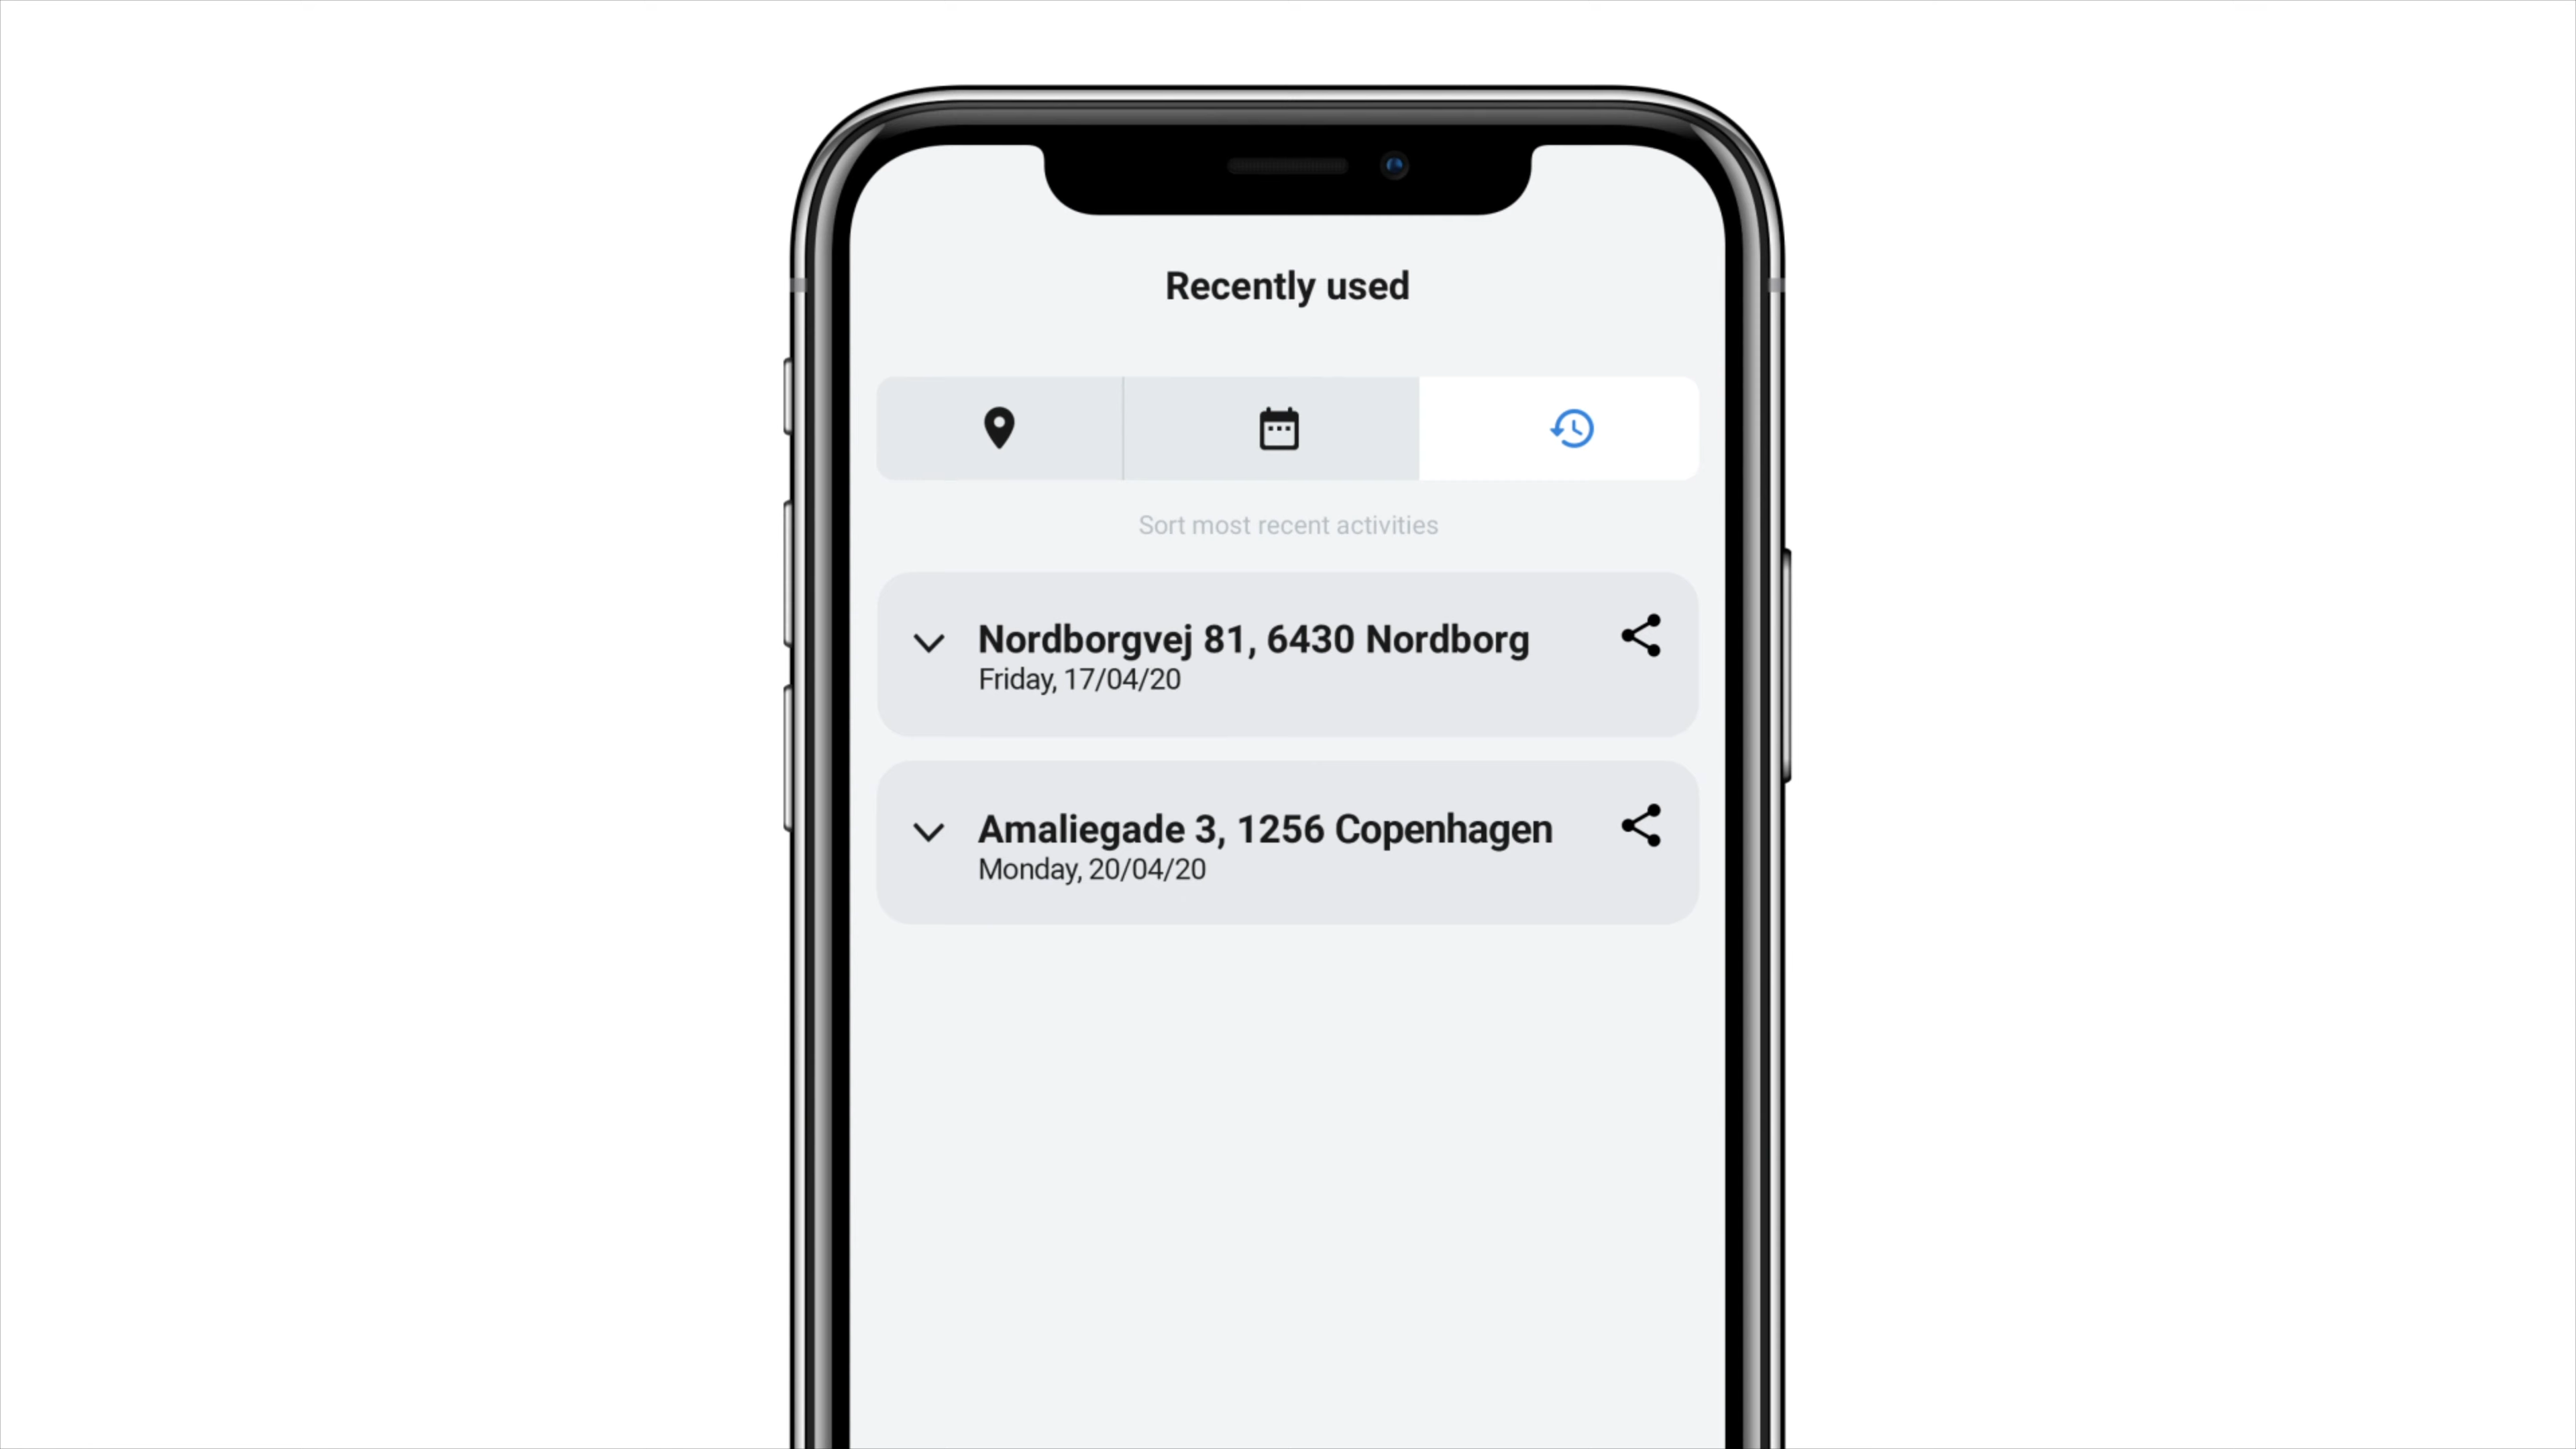 Recently used
Sort most recent activities
Nordborgvej 81, 6430 Nordborg
Friday, 17/04/20
Amaliegade 3, 1256 Copenhagen
Monday, 20/04/20